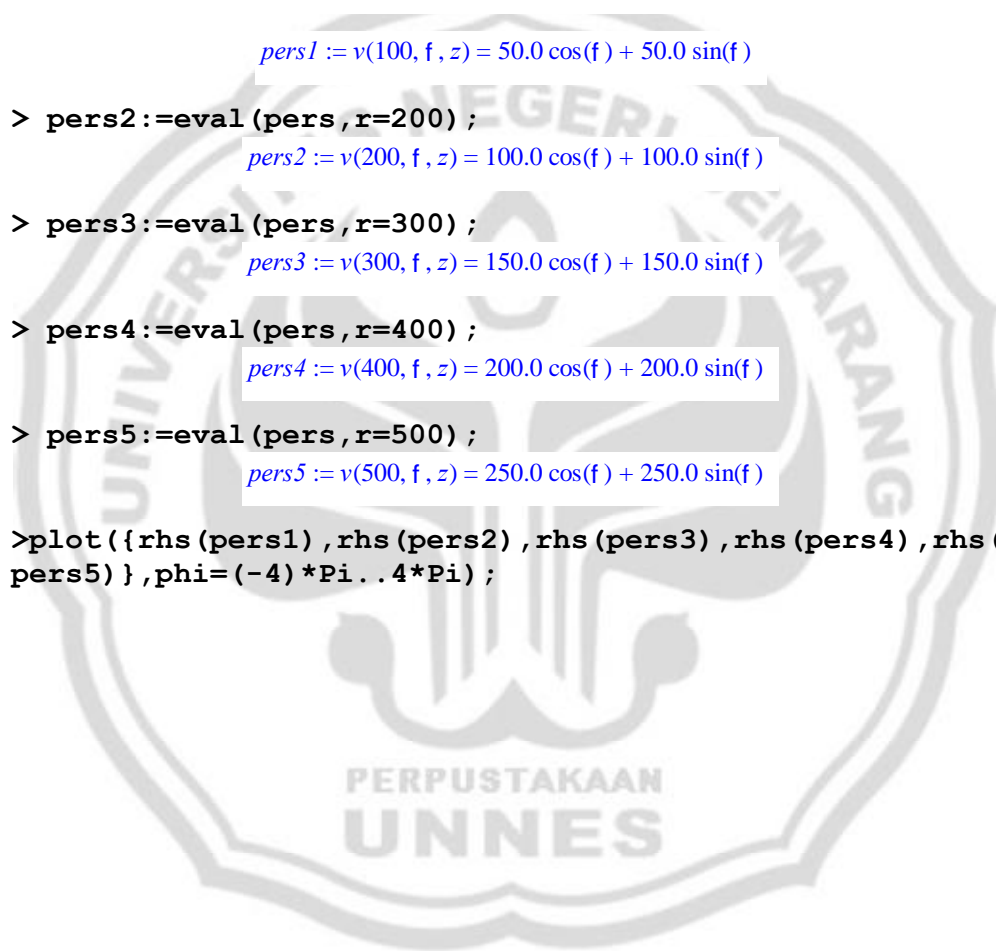 pers1 := v(100, f , z) = 50.0 cos(f ) + 50.0 sin(f )
> pers2:=eval(pers,r=200);
pers2 := v(200, f , z) = 100.0 cos(f ) + 100.0 sin(f )
> pers3:=eval(pers,r=300);
pers3 := v(300, f , z) = 150.0 cos(f ) + 150.0 sin(f )
> pers4:=eval(pers,r=400);
pers4 := v(400, f , z) = 200.0 cos(f ) + 200.0 sin(f )
> pers5:=eval(pers,r=500);
pers5 := v(500, f , z) = 250.0 cos(f ) + 250.0 sin(f )
>plot({rhs(pers1),rhs(pers2),rhs(pers3),rhs(pers4),rhs(
pers5)},phi=(-4)*Pi..4*Pi);
UNIVERSITAS NEGERI SEMARANG
PERPUSTAKAAN
UNNES